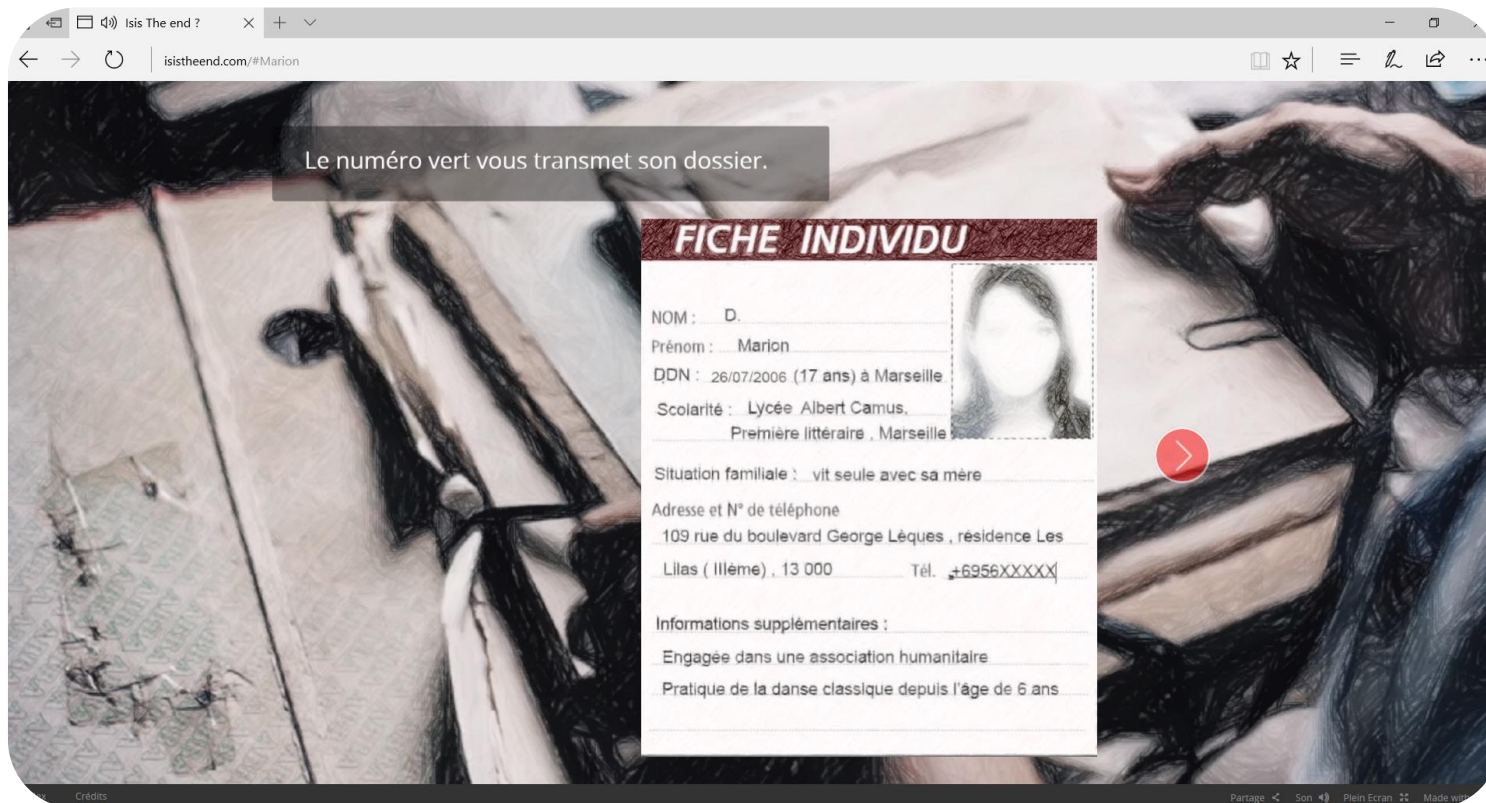 Isis The end ?
isistheend.com/#Marion
Le numéro vert vous transmet son dossier.
FICHE INDIVIDU
NOM : D.
Prénom : Marion
DDN : 26/07/2006 (17 ans) à Marseille
Scolarité : Lycée Albert Camus,
Première littéraire , Marseille
Situation familiale : vit seule avec sa mère
Adresse et N° de téléphone
109 rue du boulevard George Lèques , résidence Les
Lilas ( IIIème) , 13 000 Tél. +6956XXXXX
Informations supplémentaires :
Engagée dans une association humanitaire
Pratique de la danse classique depuis l'âge de 6 ans
Crédits
Partage Son Plein Ecran Made with